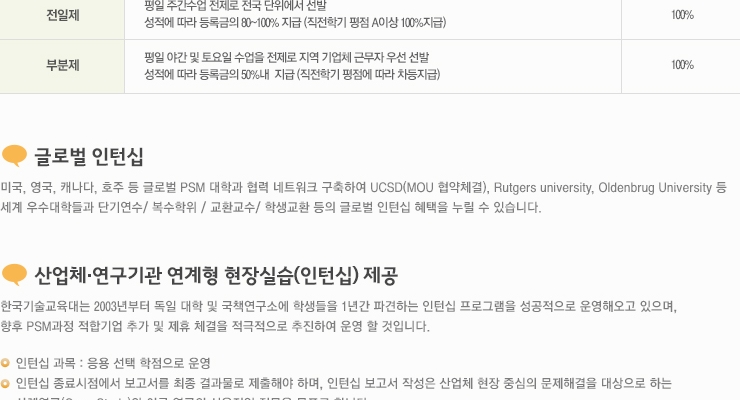 전일제
평일 주간수업 전제로 전국 단위에서 선발
성적에 따라 등록금의 80~100% 지급 (직전학기 평점 A이상 100%지급)
100%
부분제
평일 야간 및 토요일 수업을 전제로 지역 기업체 근무자 우선 선발
성적에 따라 등록금의 50%내 지급 (직전학기 평점에 따라 차등지급)
100%
글로벌 인턴십
미국, 영국, 캐나다, 호주 등 글로벌 PSM 대학과 협력 네트워크 구축하여 UCSD(MOU 협약체결), Rutgers university, Oldenbrug University 등
세계 우수대학들과 단기연수/ 복수학위 / 교환교수/ 학생교환 등의 글로벌 인턴십 혜택을 누릴 수 있습니다.
산업체·연구기관 연계형 현장실습(인턴십) 제공
한국기술교육대는 2003년부터 독일 대학 및 국책연구소에 학생들을 1년간 파견하는 인턴십 프로그램을 성공적으로 운영해오고 있으며,
향후 PSM과정 적합기업 추가 및 제휴 체결을 적극적으로 추진하여 운영 할 것입니다.
인턴십 과목 : 응용 선택 학점으로 운영
인턴십 종료시점에서 보고서를 최종 결과물로 제출해야 하며, 인턴십 보고서 작성은 산업체 현장 중심의 문제해결을 대상으로 하는